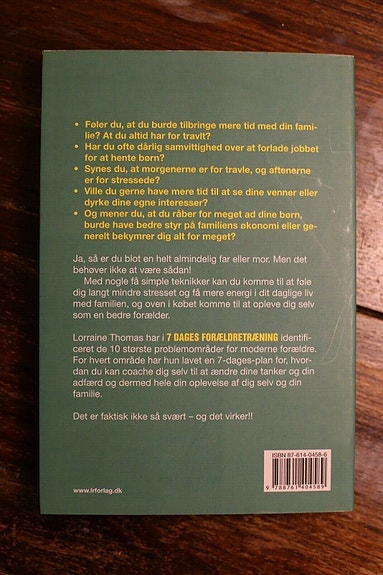 • Føler du, at du burde tilbringe mere tid med din fami-
lie? At du altid har for travlt?
• Har du ofte dårlig samvittighed over at forlade jobbet
for at hente børn?
• Synes du, at morgenerne er for travle, og aftenerne
er for stressede?
• Ville du gerne have mere tid til at se dine venner eller
dyrke dine egne interesser?
• Og mener du, at du råber for meget ad dine børn,
burde have bedre styr på familiens økonomi eller ge-
nerelt bekymrer dig alt for meget?
Ja, så er du blot en helt almindelig far eller mor. Men det
behøver ikke at være sådan!
Med nogle få simple teknikker kan du komme til at føle
dig langt mindre stresset og få mere energi i dit daglige liv
med familien, og oven i købet komme til at opleve dig selv
som en bedre forælder.
Lorraine Thomas har i 7 DAGES FORÆLDRETRÆNING identifi-
ceret de 10 største problemområder for moderne forældre.
For hvert område har hun lavet en 7-dages-plan for, hvor-
dan du kan coache dig selv til at ændre dine tanker og din
adfærd og dermed hele din oplevelse af dig selv og din
familie.
Det er faktisk ikke så svært – og det virker!!
ISBN 87-614-0458-6
9 788761 404589
www.lrforlag.dk